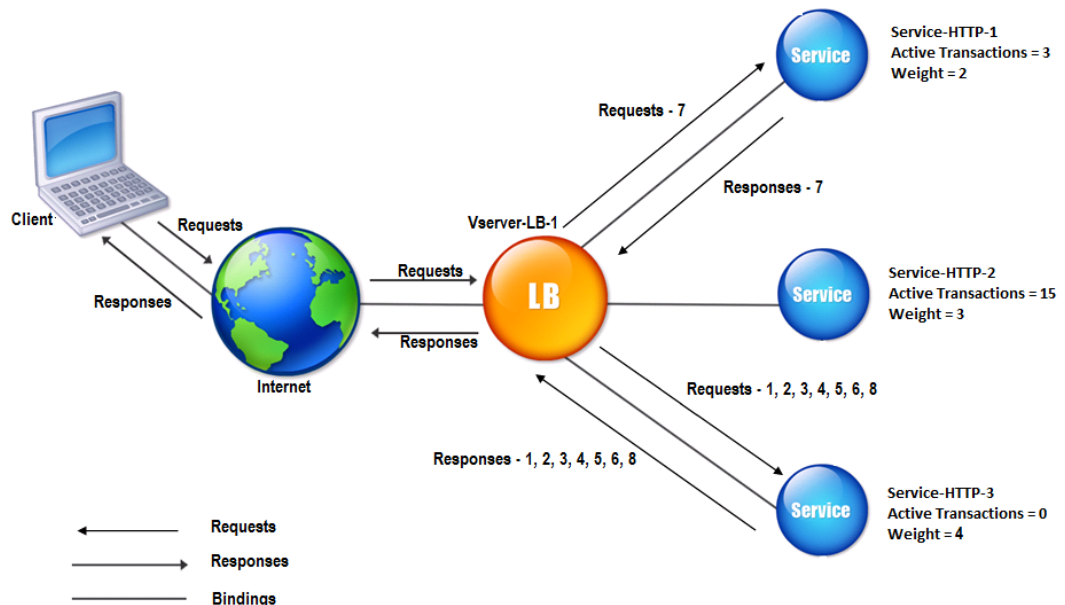 Service-HTTP-1
Active Transactions = 3
Weight = 2
Service
Requests - 7
Responses - 7
Client
Requests
Responses
Internet
Requests
Responses
Vserver-LB-1
LB
Service
Service-HTTP-2
Active Transactions = 15
Weight = 3
Requests - 1, 2, 3, 4, 5, 6, 8
Responses - 1, 2, 3, 4, 5, 6, 8
Service
Service-HTTP-3
Active Transactions = 0
Weight = 4
Requests
Responses
Bindings